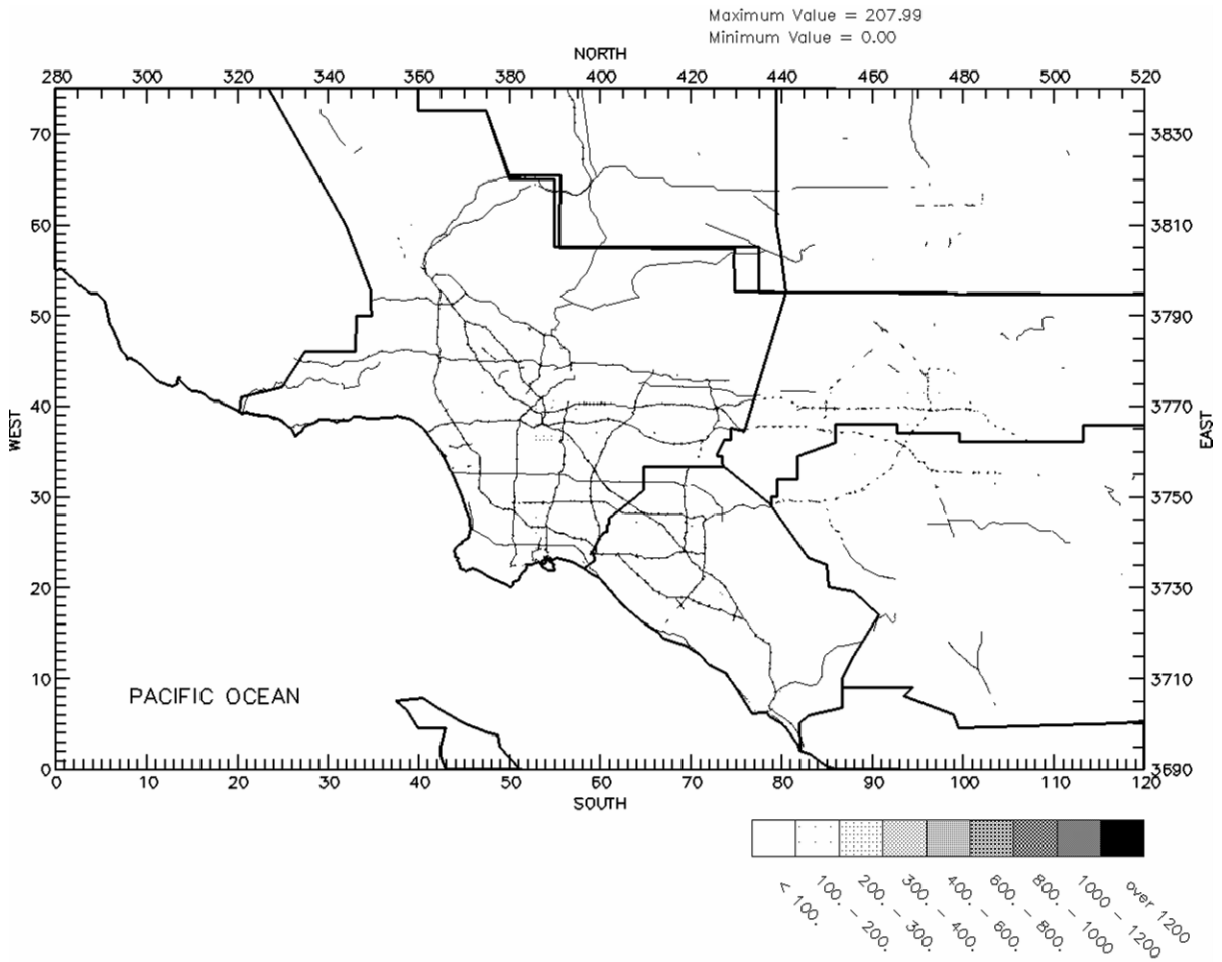 Maximum Value = 207.99
Minimum Value = 0.00
NORTH
280 300 320 340 360 380 400 420 440 460 480 500 520
70 3830
60 3810
50 3790
40 3770
WEST EAST
30 3750
20 3730
10 3710
PACIFIC OCEAN
0 3690
0 10 20 30 40 50 60 70 80 90 100 110 120
SOUTH
< 100.
100. – 200.
200. – 300.
300. – 400.
400. – 600.
600. – 800.
800. – 1000
1000 – 1200
over 1200